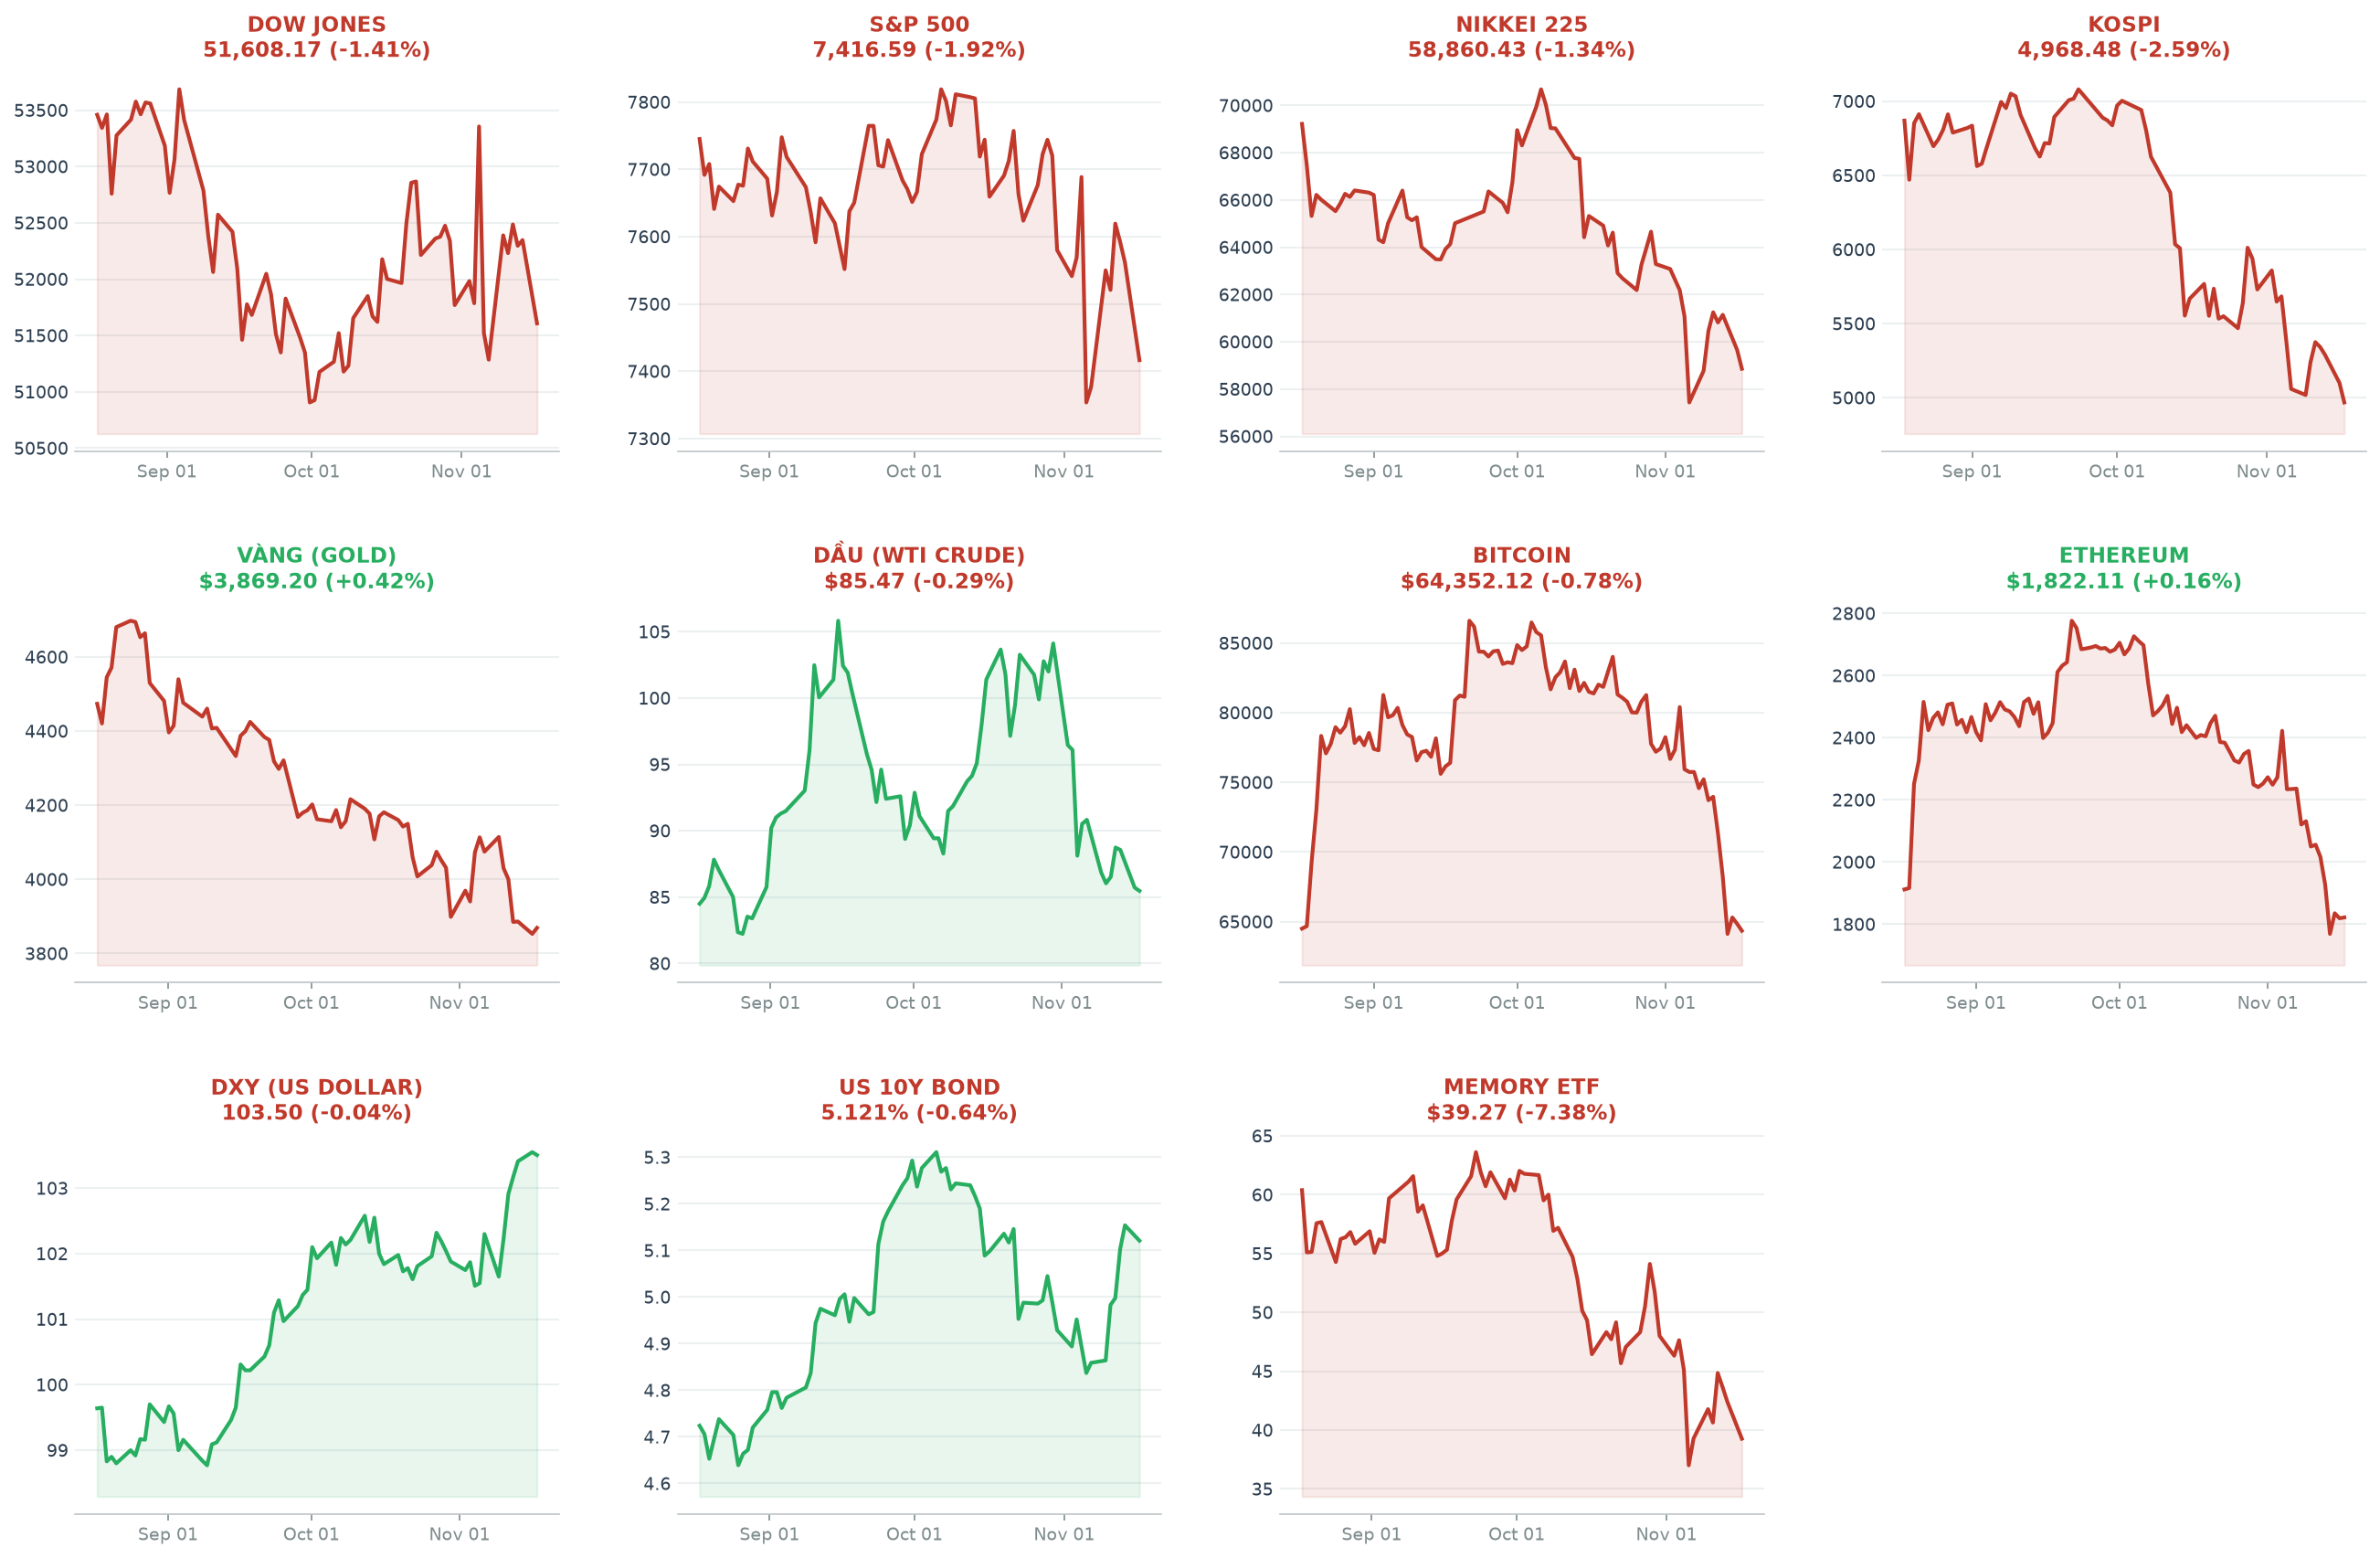 DOW JONES
51,608.17 (-1.41%)
53500
53000
52500
52000
51500
51000
50500
Sep 01
Oct 01
Nov 01
S&P 500
7,416.59 (-1.92%)
7800
7700
7600
7500
7400
7300
Sep 01
Oct 01
Nov 01
NIKKEI 225
58,860.43 (-1.34%)
70000
68000
66000
64000
62000
60000
58000
56000
Sep 01
Oct 01
Nov 01
KOSPI
4,968.48 (-2.59%)
7000
6500
6000
5500
5000
Sep 01
Oct 01
Nov 01
VÀNG (GOLD)
$3,869.20 (+0.42%)
4600
4400
4200
4000
3800
Sep 01
Oct 01
Nov 01
DẦU (WTI CRUDE)
$85.47 (-0.29%)
105
100
95
90
85
80
Sep 01
Oct 01
Nov 01
BITCOIN
$64,352.12 (-0.78%)
85000
80000
75000
70000
65000
Sep 01
Oct 01
Nov 01
ETHEREUM
$1,822.11 (+0.16%)
2800
2600
2400
2200
2000
1800
Sep 01
Oct 01
Nov 01
DXY (US DOLLAR)
103.50 (-0.04%)
103
102
101
100
99
Sep 01
Oct 01
Nov 01
US 10Y BOND
5.121% (-0.64%)
5.3
5.2
5.1
5.0
4.9
4.8
4.7
4.6
Sep 01
Oct 01
Nov 01
MEMORY ETF
$39.27 (-7.38%)
65
60
55
50
45
40
35
Sep 01
Oct 01
Nov 01